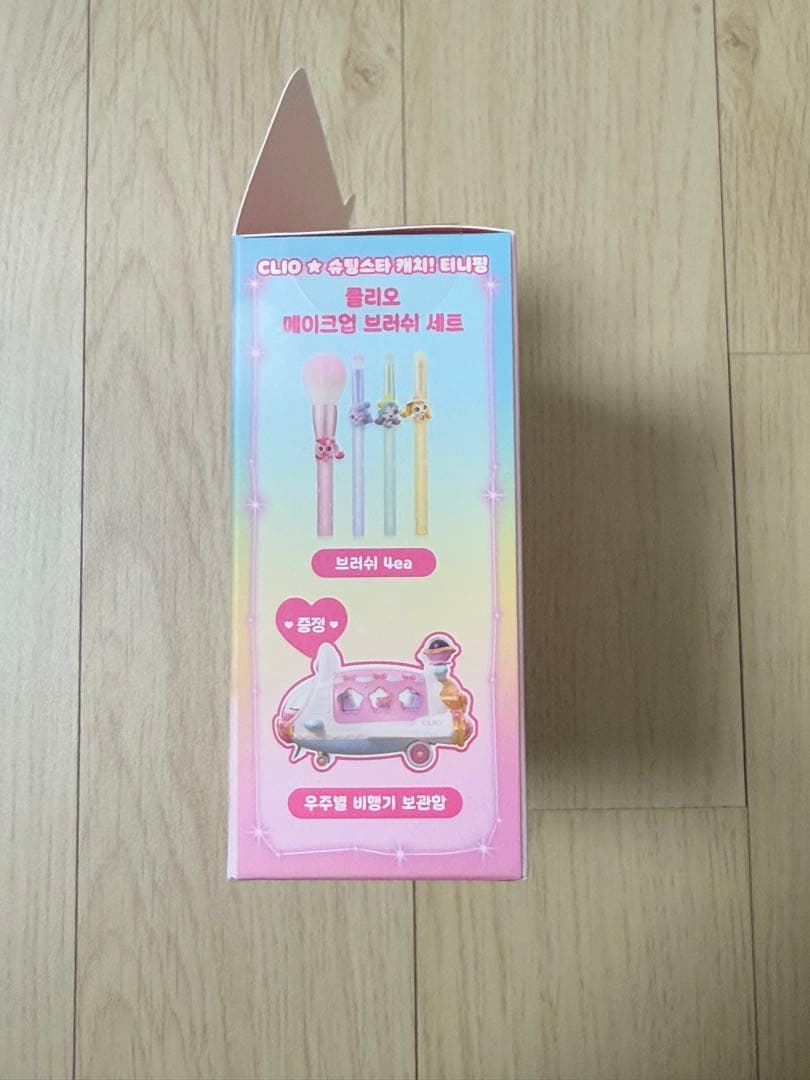 CLIO ★ 슈팅스타 캐치! 티니핑
클리오
메이크업 브러쉬 세트
브러쉬 4ea
증정
CLIO
우주별 비행기 보관함